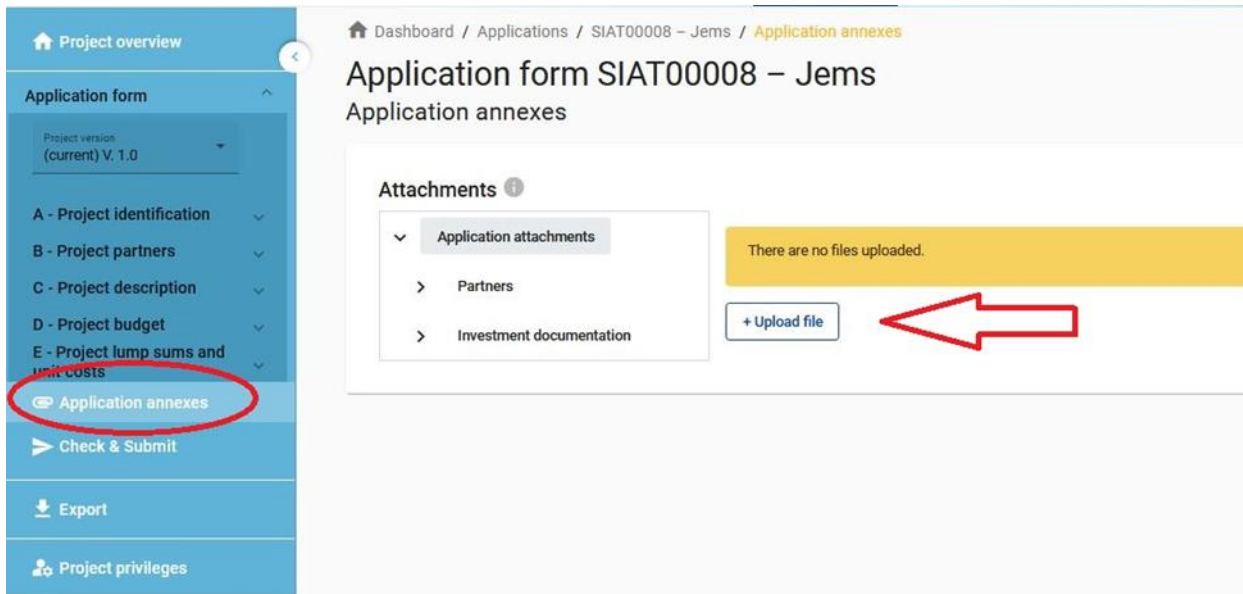 Project overview
Application form
Project version
(current) V. 1.0
A - Project identification
B - Project partners
C - Project description
D - Project budget
E - Project lump sums and
unit costs
Application annexes
Check & Submit
Export
Project privileges
Dashboard / Applications / SIAT00008 – Jems / Application annexes
Application form SIAT00008 – Jems
Application annexes
Attachments
Application attachments
Partners
Investment documentation
There are no files uploaded.
+ Upload file